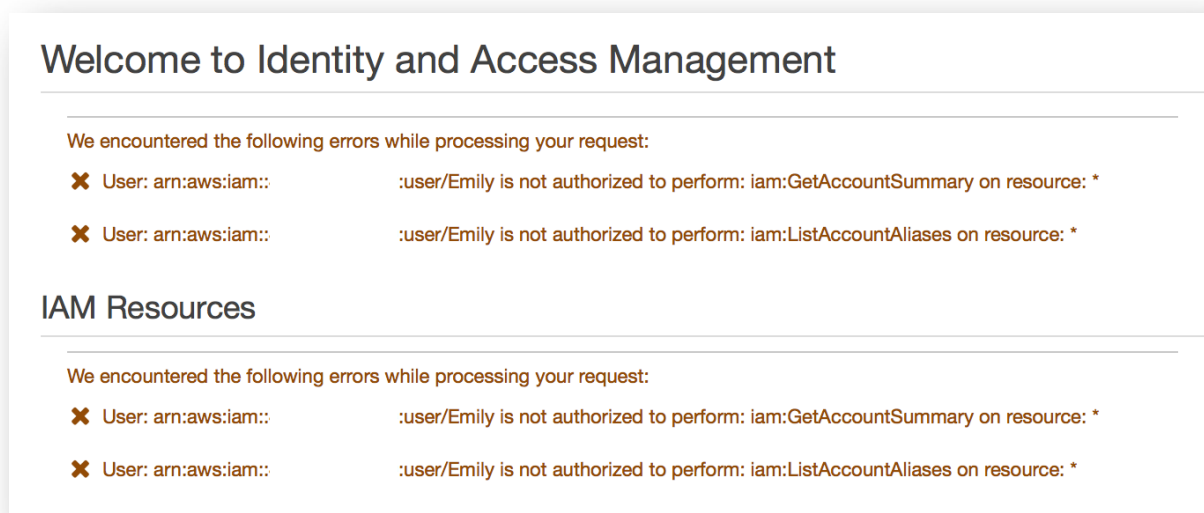 Welcome to Identity and Access Management
We encountered the following errors while processing your request:
✖ User: arn:aws:iam:: :user/Emily is not authorized to perform: iam:GetAccountSummary on resource: *
✖ User: arn:aws:iam:: :user/Emily is not authorized to perform: iam:ListAccountAliases on resource: *
IAM Resources
We encountered the following errors while processing your request:
✖ User: arn:aws:iam:: :user/Emily is not authorized to perform: iam:GetAccountSummary on resource: *
✖ User: arn:aws:iam:: :user/Emily is not authorized to perform: iam:ListAccountAliases on resource: *